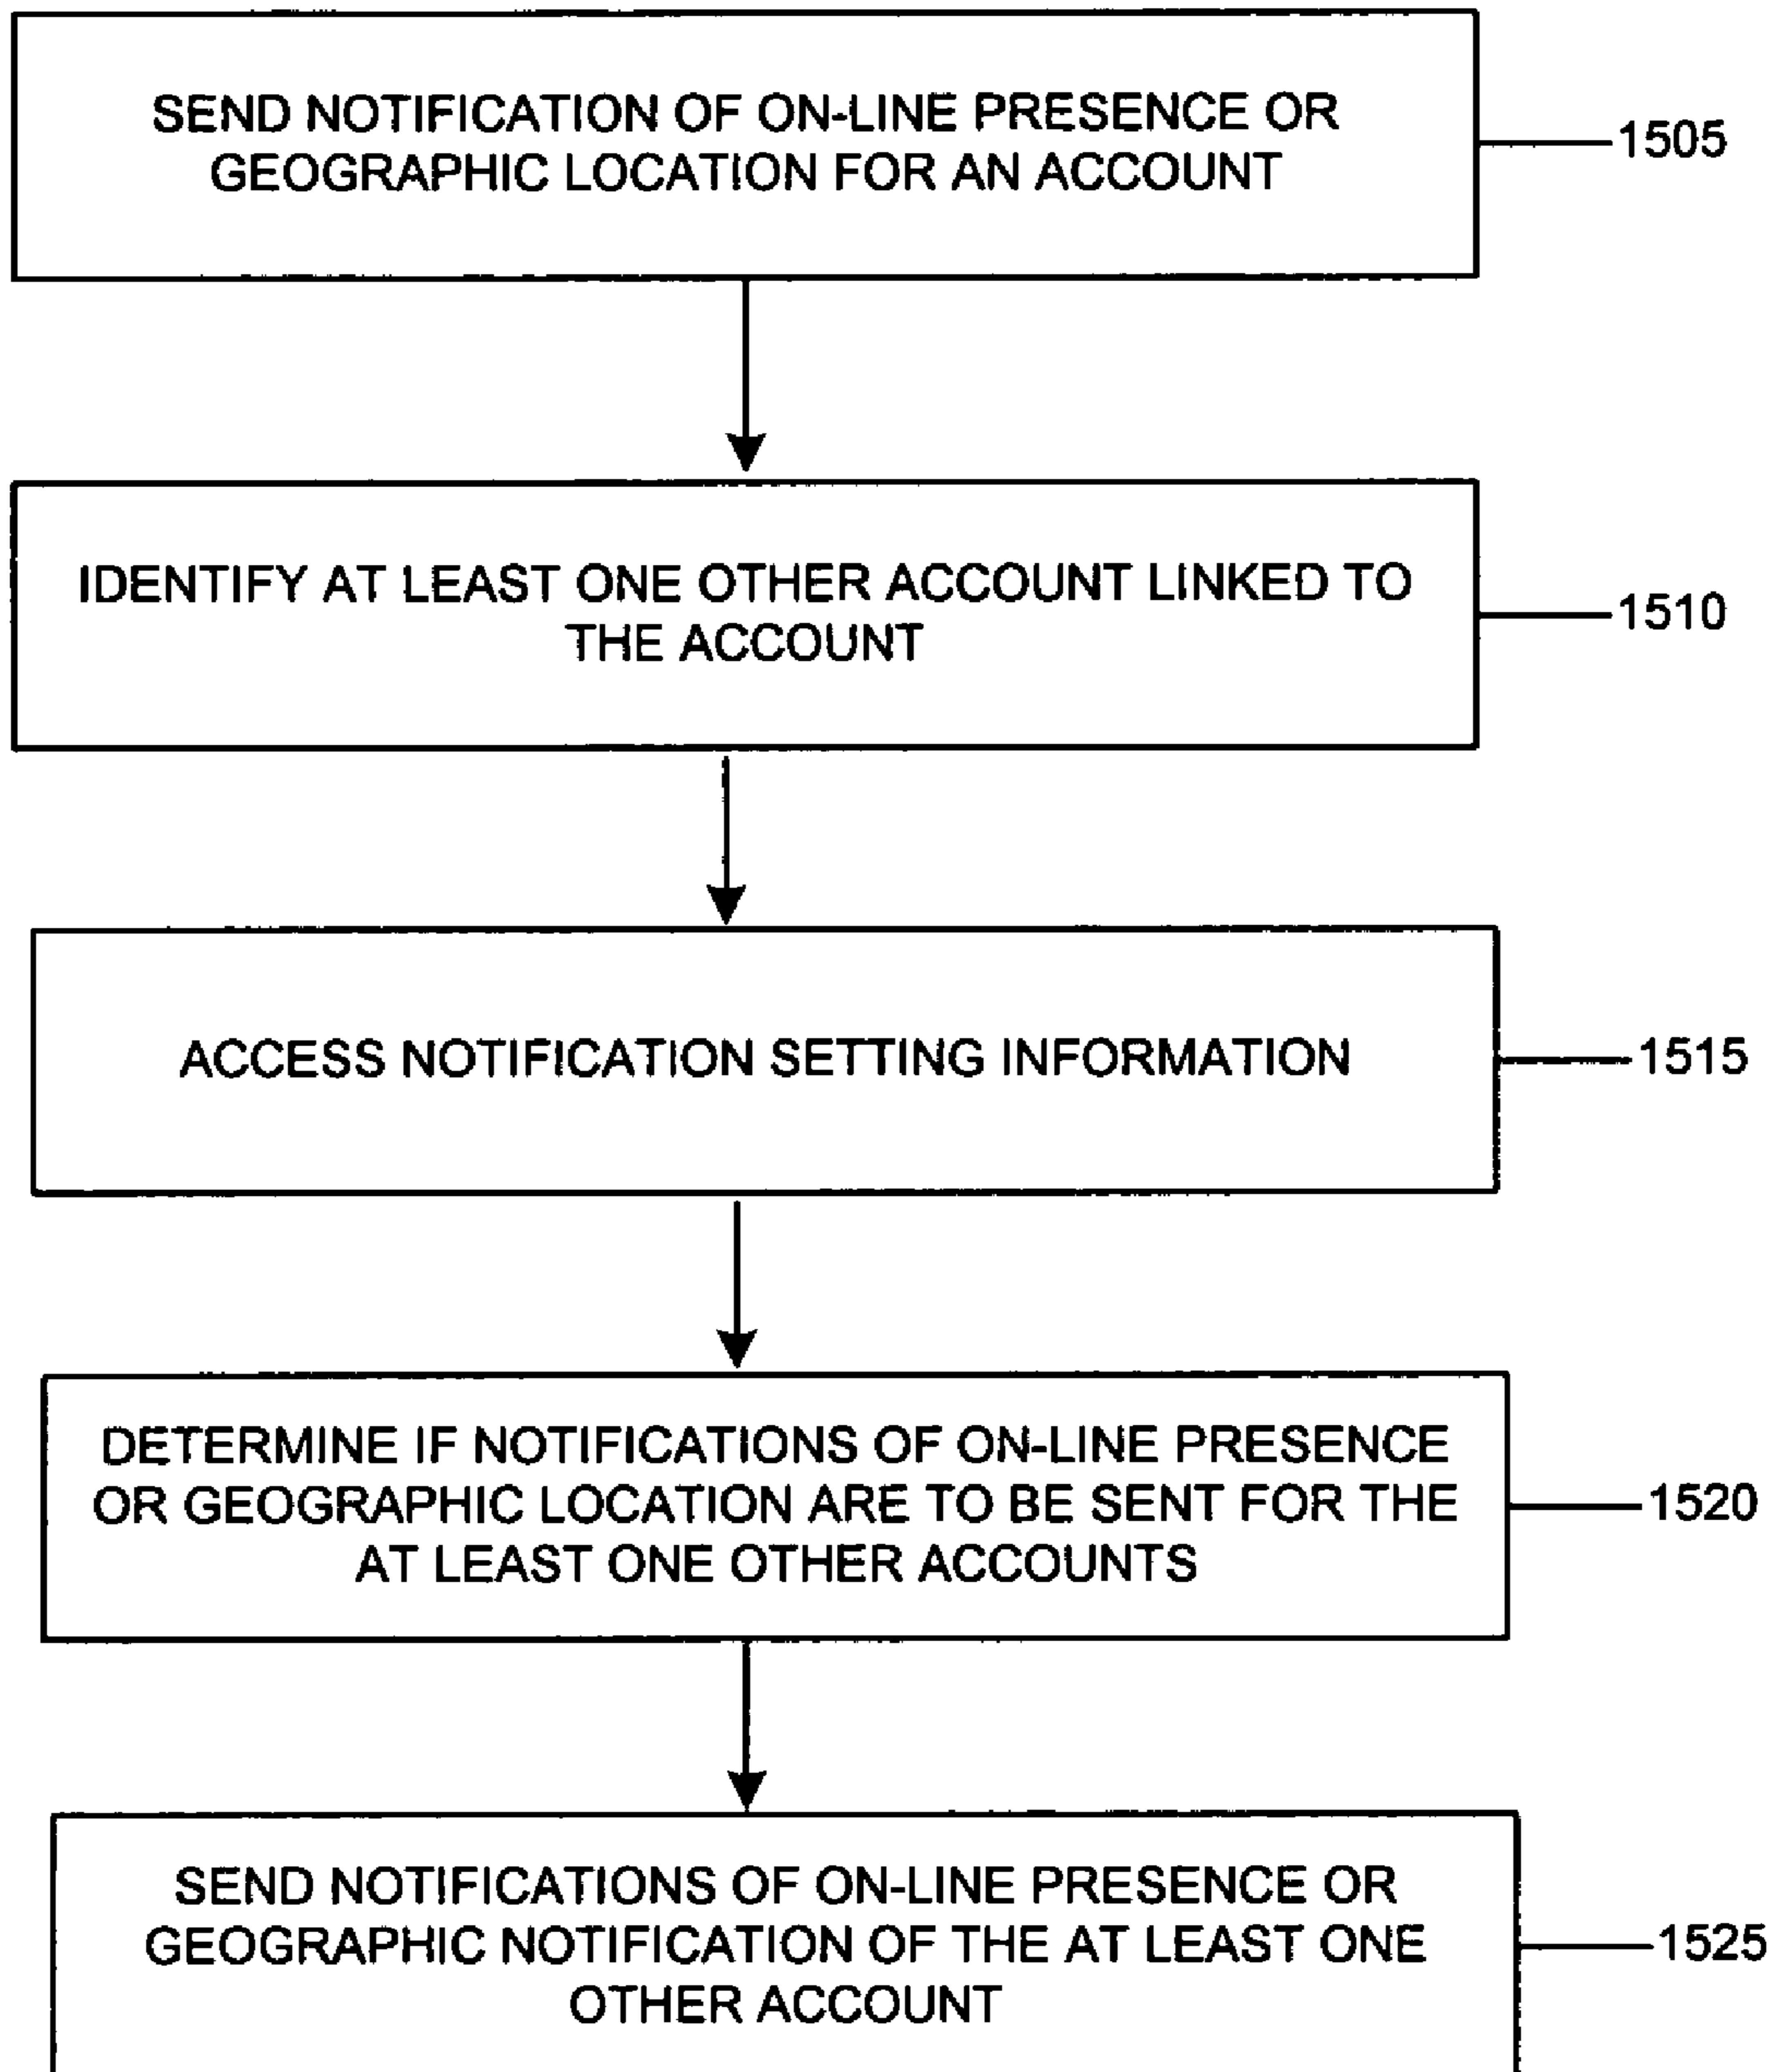 SEND NOTIFICATION OF ON-LINE PRESENCE OR
GEOGRAPHIC LOCATION FOR AN ACCOUNT
1505
IDENTIFY AT LEAST ONE OTHER ACCOUNT LINKED TO
THE ACCOUNT
1510
ACCESS NOTIFICATION SETTING INFORMATION
1515
DETERMINE IF NOTIFICATIONS OF ON-LINE PRESENCE
OR GEOGRAPHIC LOCATION ARE TO BE SENT FOR THE
AT LEAST ONE OTHER ACCOUNTS
1520
SEND NOTIFICATIONS OF ON-LINE PRESENCE OR
GEOGRAPHIC NOTIFICATION OF THE AT LEAST ONE
OTHER ACCOUNT
1525